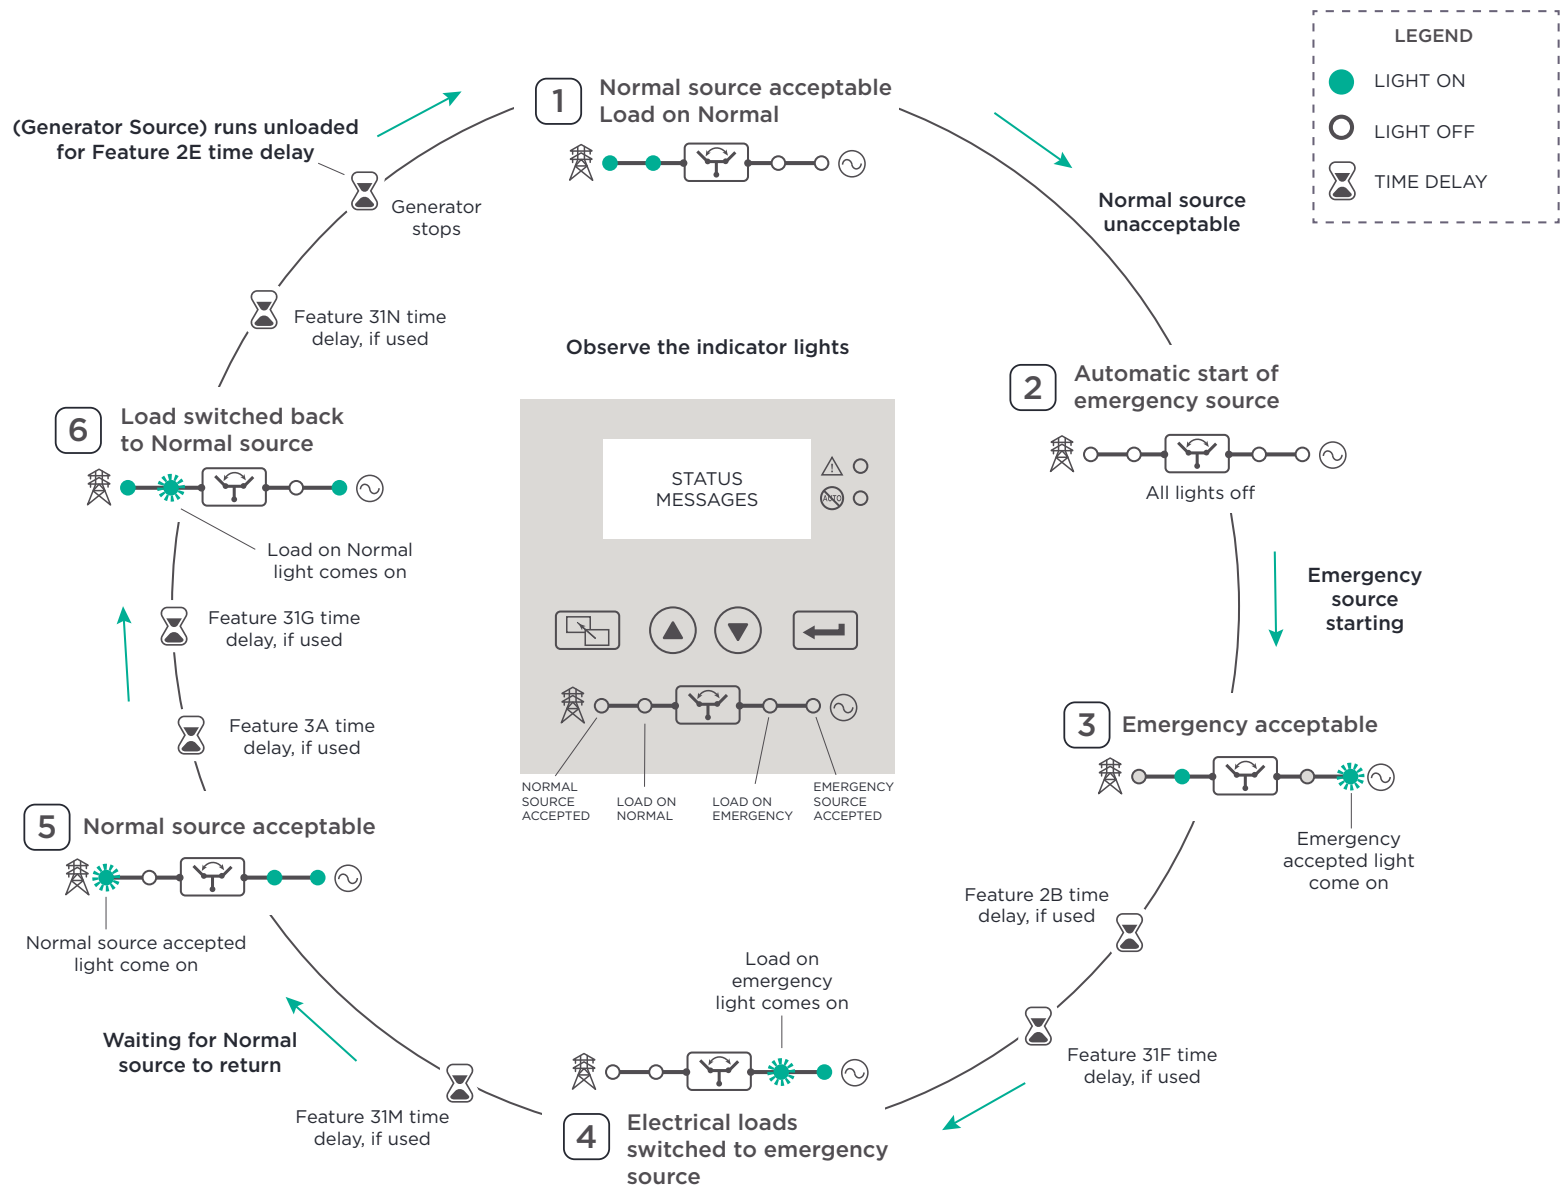 LEGEND
LIGHT ON
LIGHT OFF
TIME DELAY
1
Normal source acceptable
Load on Normal
(Generator Source) runs unloaded
for Feature 2E time delay
Generator
stops
Normal source
unacceptable
Feature 31N time
delay, if used
Observe the indicator lights
2
Automatic start of
emergency source
All lights off
6
Load switched back
to Normal source
Load on Normal
light comes on
STATUS
MESSAGES
!
AUTO
Emergency
source
starting
Feature 31G time
delay, if used
Feature 3A time
delay, if used
3
Emergency acceptable
Emergency
accepted light
come on
NORMAL
SOURCE
ACCEPTED
LOAD ON
NORMAL
LOAD ON
EMERGENCY
EMERGENCY
SOURCE
ACCEPTED
5
Normal source acceptable
Normal source accepted
light come on
Feature 2B time
delay, if used
Load on
emergency
light comes on
Waiting for Normal
source to return
Feature 31F time
delay, if used
Feature 31M time
delay, if used
4
Electrical loads
switched to emergency
source